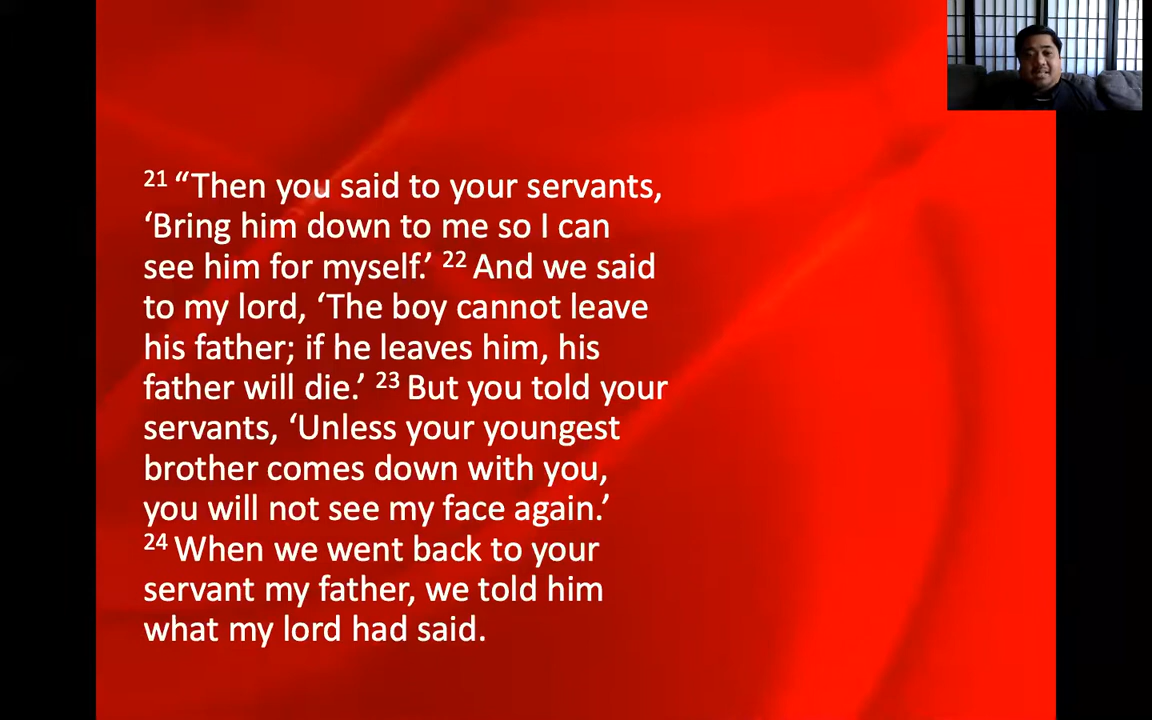 21 “Then you said to your servants,
‘Bring him down to me so I can
see him for myself.’ 22 And we said
to my lord, ‘The boy cannot leave
his father; if he leaves him, his
father will die.’ 23 But you told your
servants, ‘Unless your youngest
brother comes down with you,
you will not see my face again.’
24 When we went back to your
servant my father, we told him
what my lord had said.